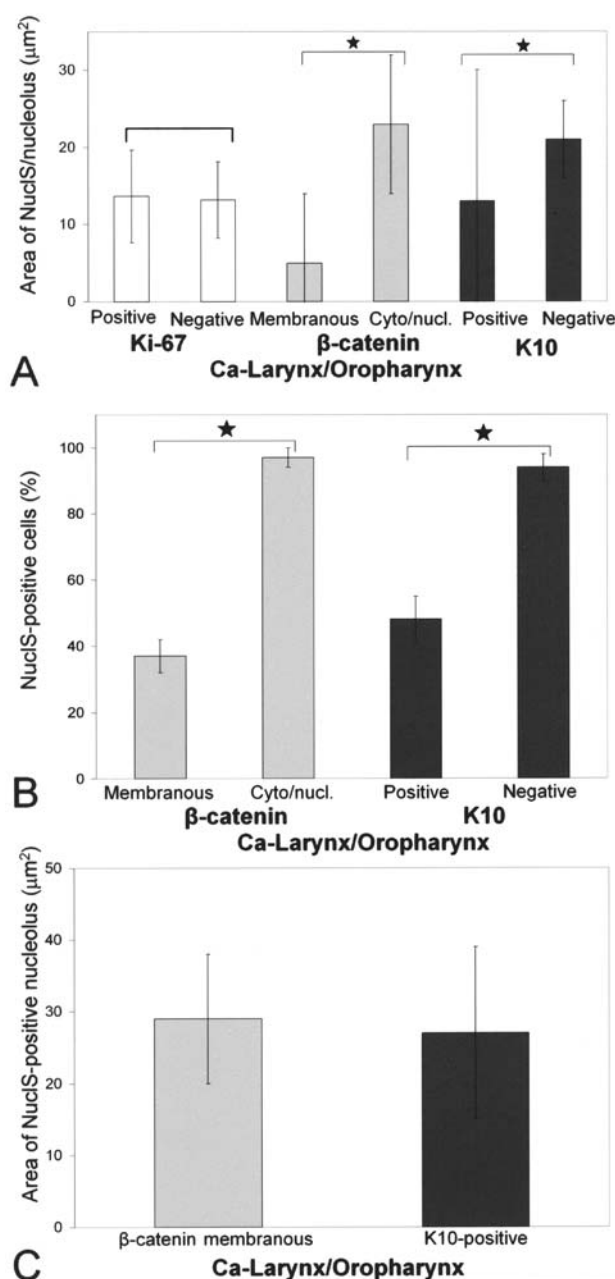 Area of NuclS/nucleolus (μm²)
30
20
10
0
★
★
Positive Negative Membranous Cyto/nucl. Positive Negative
Ki-67 β-catenin K10
Ca-Larynx/Oropharynx
A
NuclS-positive cells (%)
100
80
60
40
20
0
★
★
Membranous Cyto/nucl. Positive Negative
β-catenin K10
Ca-Larynx/Oropharynx
B
Area of NuclS-positive nucleolus (μm²)
50
40
30
20
10
0
β-catenin membranous K10-positive
Ca-Larynx/Oropharynx
C